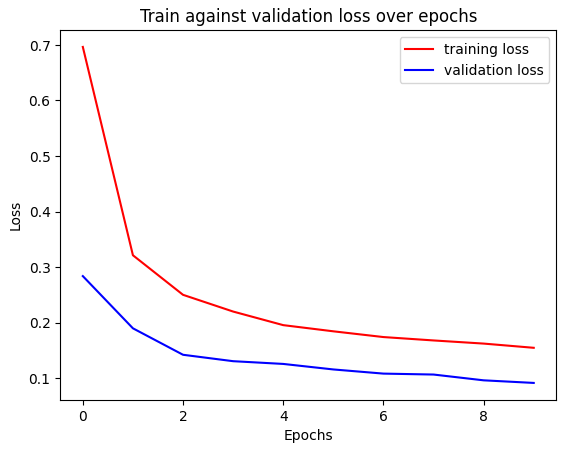 Train against validation loss over epochs
training loss
validation loss
0.7
0.6
0.5
0.4
0.3
0.2
0.1
Loss
0 2 4 6 8
Epochs